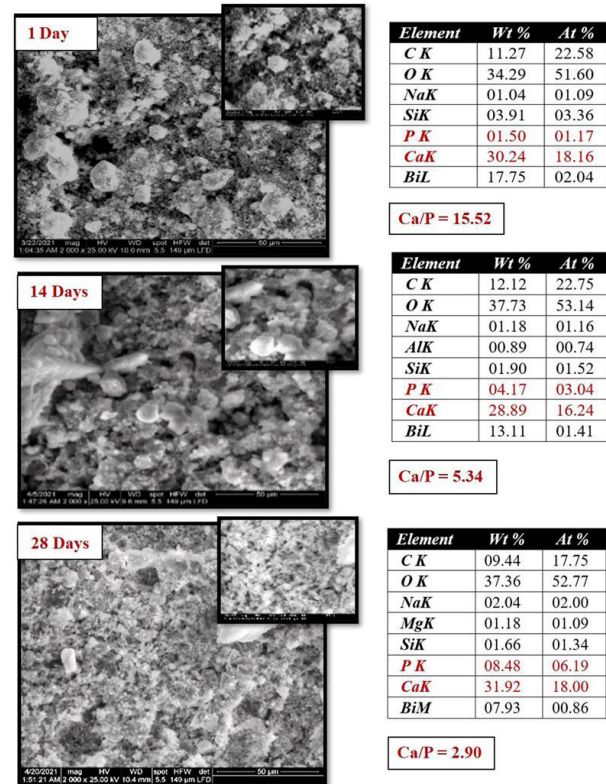 1 Day
3/22/2021 mag HV WD spot HFW det 50 µm
1:04:35 AM 2 000 x 25.00 kV 10.0 mm 5.5 149 µm LFD
Element Wt % At %
C K 11.27 22.58
O K 34.29 51.60
NaK 01.04 01.09
SiK 03.91 03.36
P K 01.50 01.17
CaK 30.24 18.16
BiL 17.75 02.04
Ca/P = 15.52
14 Days
4/5/2021 mag HV WD spot HFW det 50 µm
1:47:26 AM 2 000 x 25.00 kV 9.6 mm 5.5 149 µm LFD
Element Wt % At %
C K 12.12 22.75
O K 37.73 53.14
NaK 01.18 01.16
AlK 00.89 00.74
SiK 01.90 01.52
P K 04.17 03.04
CaK 28.89 16.24
BiL 13.11 01.41
Ca/P = 5.34
28 Days
4/20/2021 mag HV WD spot HFW det 50 µm
1:51:21 AM 2 000 x 25.00 kV 10.4 mm 5.5 149 µm LFD
Element Wt % At %
C K 09.44 17.75
O K 37.36 52.77
NaK 02.04 02.00
MgK 01.18 01.09
SiK 01.66 01.34
P K 08.48 06.19
CaK 31.92 18.00
BiM 07.93 00.86
Ca/P = 2.90